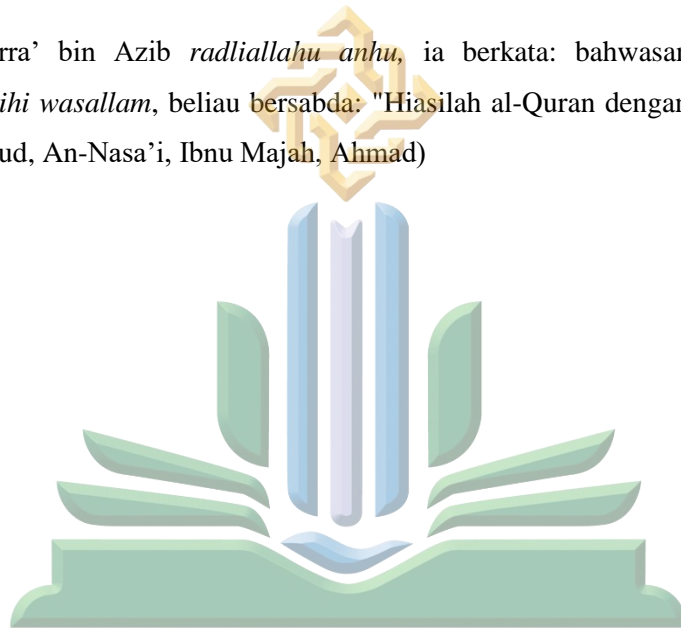 rra’ bin Azib radliallahu anhu, ia berkata: bahwasar
ihi wasallam, beliau bersabda: "Hiasilah al-Quran dengan
ud, An-Nasa’i, Ibnu Majah, Ahmad)